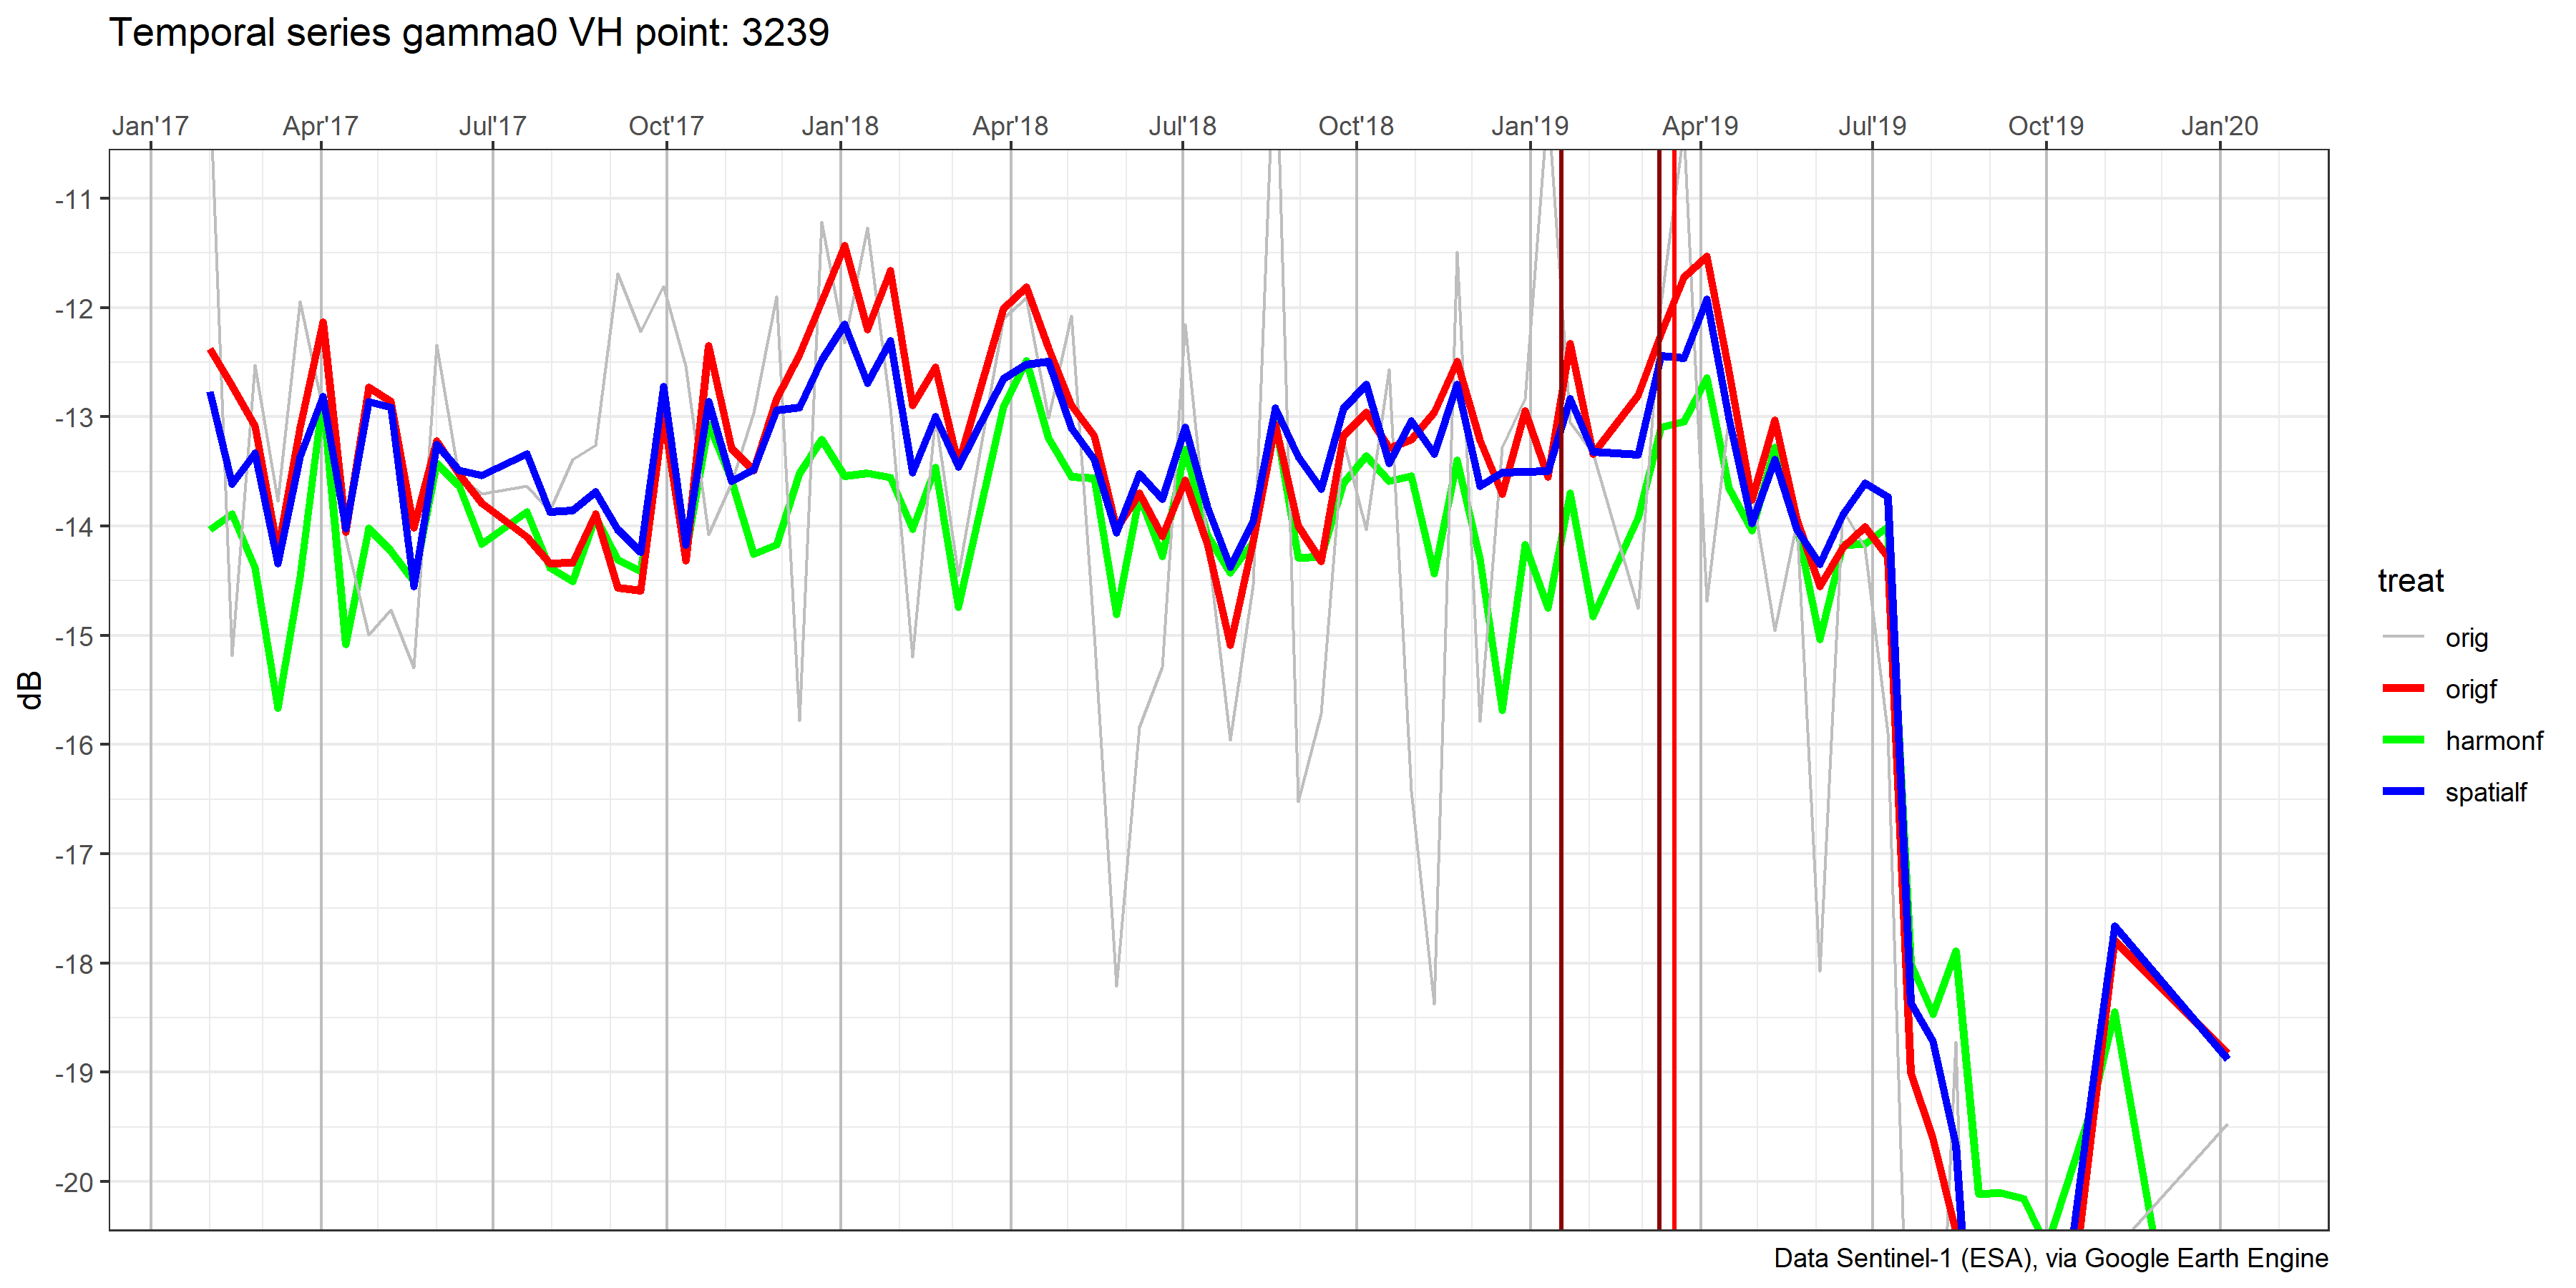 Temporal series gamma0 VH point: 3239
Jan'17 Apr'17 Jul'17 Oct'17 Jan'18 Apr'18 Jul'18 Oct'18 Jan'19 Apr'19 Jul'19 Oct'19 Jan'20
-11
-12
-13
-14
-15
-16
-17
-18
-19
-20
dB
treat
orig
origf
harmonf
spatialf
Data Sentinel-1 (ESA), via Google Earth Engine